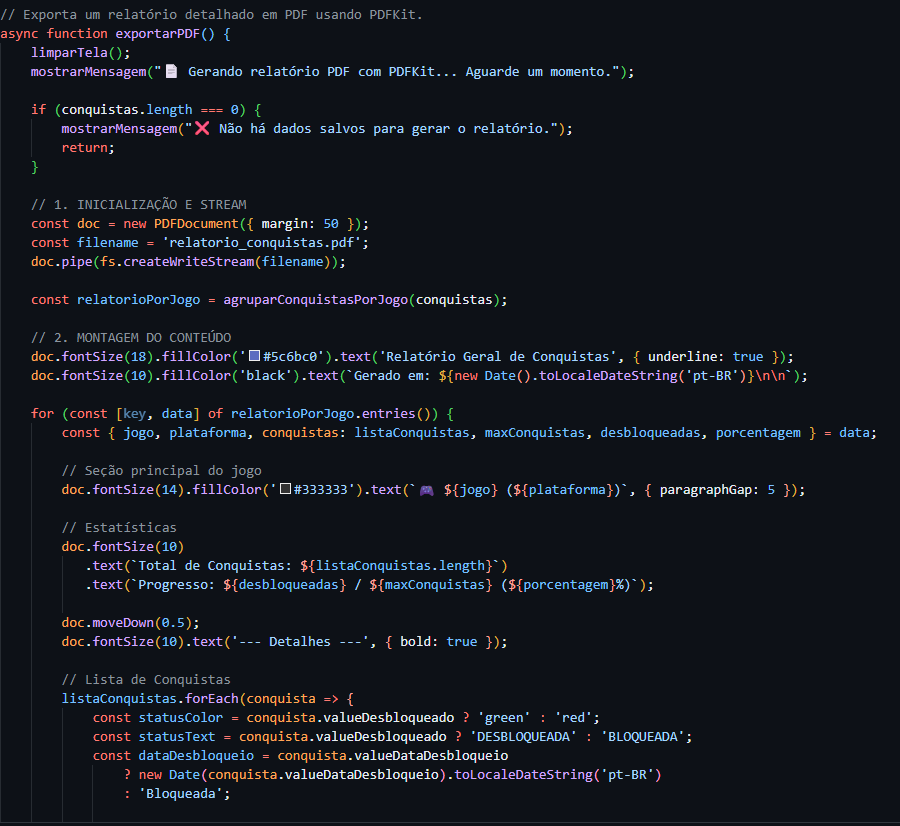 // Exporta um relatório detalhado em PDF usando PDFKit.
async function exportarPDF() {
    limparTela();
    mostrarMensagem("📄 Gerando relatório PDF com PDFKit... Aguarde um momento.");

    if (conquistas.length === 0) {
        mostrarMensagem("❌ Não há dados salvos para gerar o relatório.");
        return;
    }

    // 1. INICIALIZAÇÃO E STREAM
    const doc = new PDFDocument({ margin: 50 });
    const filename = 'relatorio_conquistas.pdf';
    doc.pipe(fs.createWriteStream(filename));

    const relatorioPorJogo = agruparConquistasPorJogo(conquistas);

    // 2. MONTAGEM DO CONTEÚDO
    doc.fontSize(18).fillColor('#5c6bc0').text('Relatório Geral de Conquistas', { underline: true });
    doc.fontSize(10).fillColor('black').text(`Gerado em: ${new Date().toLocaleDateString('pt-BR')}\n\n`);

    for (const [key, data] of relatorioPorJogo.entries()) {
        const { jogo, plataforma, conquistas: listaConquistas, maxConquistas, desbloqueadas, porcentagem } = data;

        // Seção principal do jogo
        doc.fontSize(14).fillColor('#333333').text(`🎮 ${jogo} (${plataforma})`, { paragraphGap: 5 });

        // Estatísticas
        doc.fontSize(10)
           .text(`Total de Conquistas: ${listaConquistas.length}`)
           .text(`Progresso: ${desbloqueadas} / ${maxConquistas} (${porcentagem}%)`);

        doc.moveDown(0.5);
        doc.fontSize(10).text('--- Detalhes ---', { bold: true });

        // Lista de Conquistas
        listaConquistas.forEach(conquista => {
            const statusColor = conquista.valueDesbloqueado ? 'green' : 'red';
            const statusText = conquista.valueDesbloqueado ? 'DESBLOQUEADA' : 'BLOQUEADA';
            const dataDesbloqueio = conquista.valueDataDesbloqueio
                ? new Date(conquista.valueDataDesbloqueio).toLocaleDateString('pt-BR')
                : 'Bloqueada';